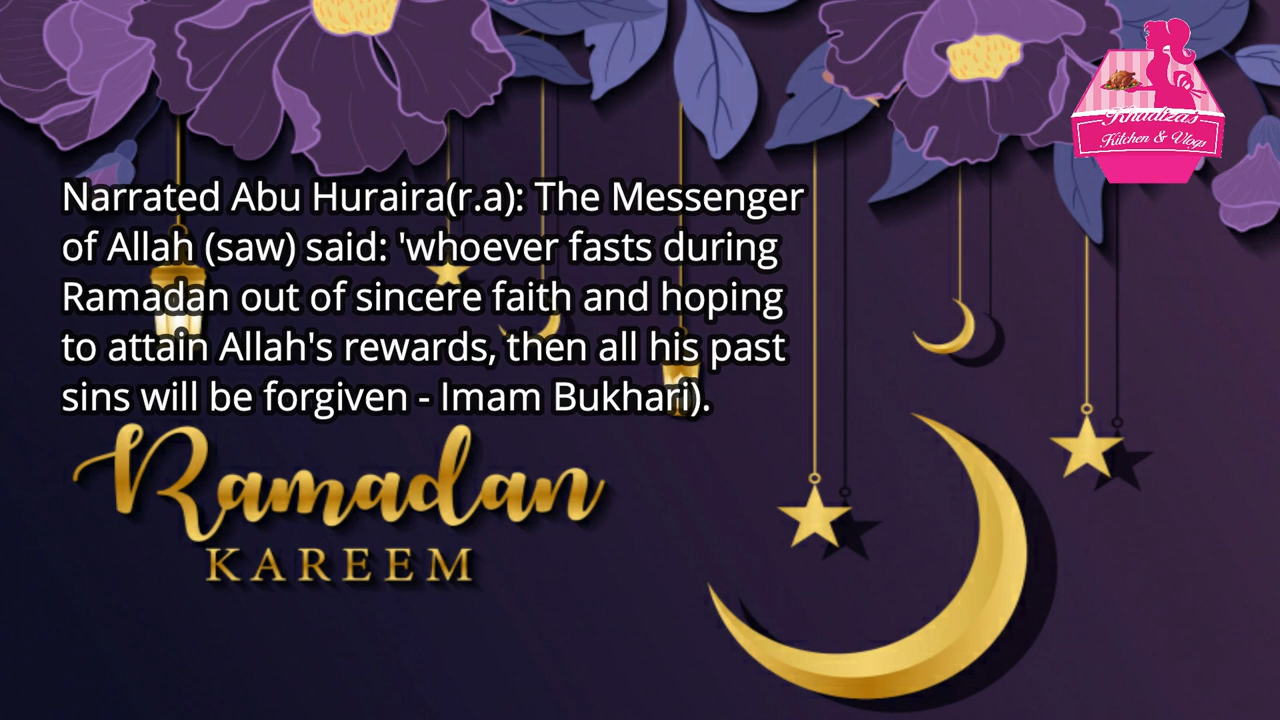 Narrated Abu Huraira(r.a): The Messenger
of Allah (saw) said: 'whoever fasts during
Ramadan out of sincere faith and hoping
to attain Allah's rewards, then all his past
sins will be forgiven - Imam Bukhari).
Ramadan
KAREEM
Khadiza's
Kitchen & Vlogs